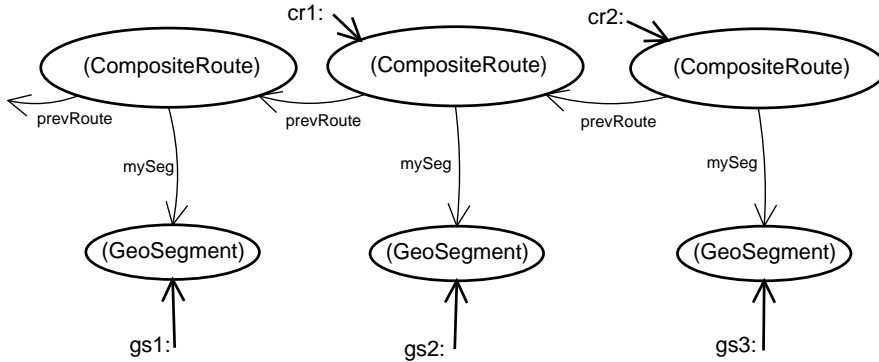 cr1:
cr2:
(CompositeRoute)
(CompositeRoute)
(CompositeRoute)
prevRoute
prevRoute
prevRoute
mySeg
mySeg
mySeg
(GeoSegment)
(GeoSegment)
(GeoSegment)
gs1:
gs2:
gs3: